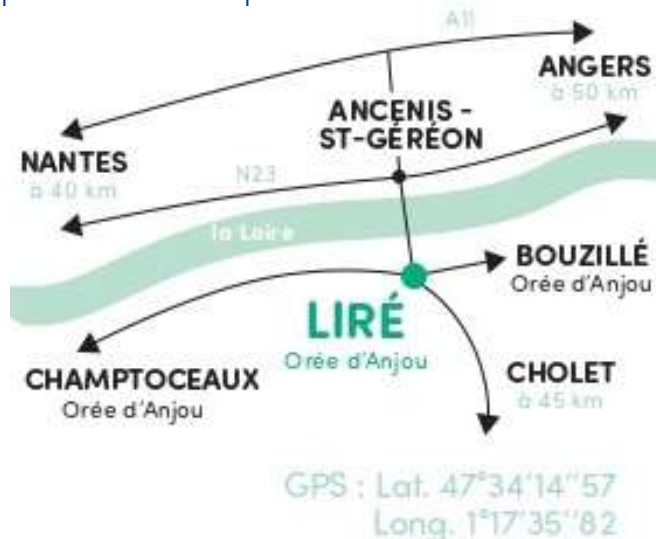 A11
ANGERS
à 50 km
ANCENIS -
ST-GÉRÉON
NANTES
à 40 km
N23
la Loire
BOUZILLÉ
Orée d'Anjou
LIRÉ
Orée d'Anjou
CHAMPTOCEAUX
Orée d'Anjou
CHOLET
à 45 km
GPS : Lat. 47°34'14''57
Long. 1°17'35''82